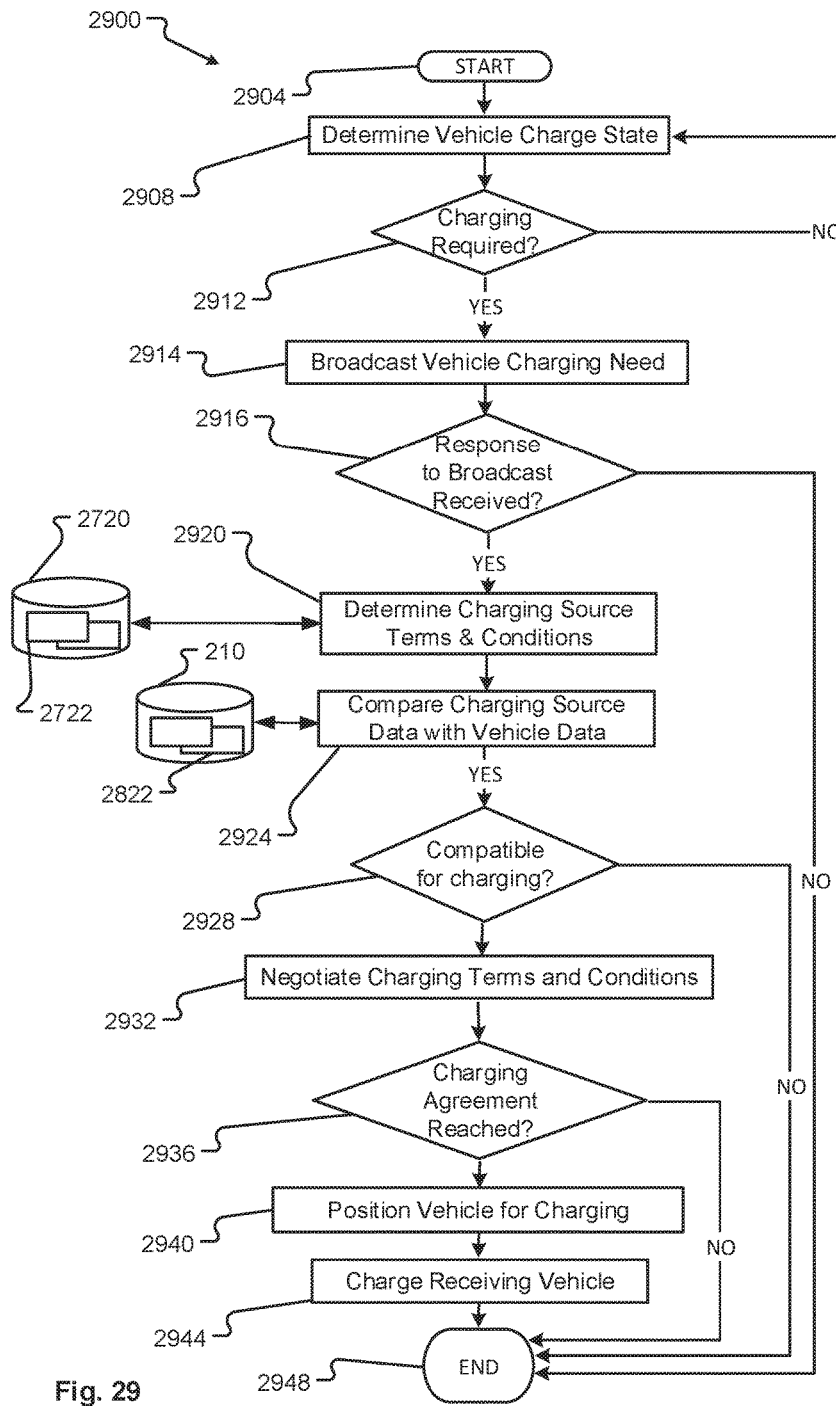 2900
START
2904
Determine Vehicle Charge State
2908
Charging
Required?
NO
2912
YES
2914
Broadcast Vehicle Charging Need
2916
Response
to Broadcast
Received?
2720
2920
YES
Determine Charging Source
Terms & Conditions
210
2722
Compare Charging Source
Data with Vehicle Data
2822
YES
2924
Compatible
for charging?
NO
2928
Negotiate Charging Terms and Conditions
2932
Charging
Agreement
Reached?
NO
2936
Position Vehicle for Charging
2940
NO
Charge Receiving Vehicle
2944
END
2948
Fig. 29